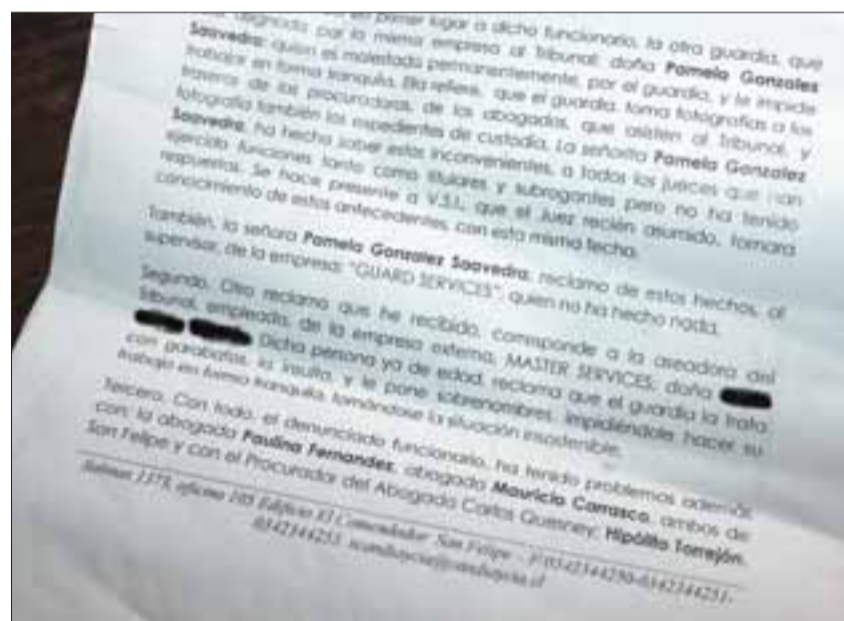 en primer lugar a dicho funcionario, la otra guardia, que
asignada por la misma empresa al Tribunal: doña Pamela Gonzalez
Saavedra; quien es molestada permanentemente, por el guardia, y le impide
trabajar en forma tranquila. Ella refiere, que el guardia, toma fotografías a los
traseros de las procuradoras, de las abogadas, que asisten al Tribunal, y
fotografía también los expedientes de custodia. La señorita Pamela Gonzalez
Saavedra, ha hecho saber estos inconvenientes, a todos los jueces que han
ejercido funciones tanto como titulares y subrogantes pero no ha tenido
respuestas. Se hace presente a V.S.I., que el Juez recién asumido, tomara
conocimiento de estos antecedentes, con esta misma fecha.
También, la señora Pamela Gonzalez Saavedra, reclamo de estos hechos, al
supervisor, de la empresa: "GUARD SERVICES"; quien no ha hecho nada.
Segundo. Otro reclamo que he recibido, corresponde a la aseadora del
Tribunal, empleada, de la empresa externa, MASTER SERVICES; doña
Dicha persona ya de edad, reclama que el guardia la trata
con garabatos, la insulta, y le pone sobrenombres, impidiéndole hacer su
trabajo en forma tranquila, tornándose la situación insostenible.
Tercero. Con todo, el denunciado funcionario, ha tenido problemas además
con: la abogada Paulina Fernandez, abogado Mauricio Carrasco, ambos de
San Felipe y con el Procurador del Abogado Carlos Quesney; Hipólito Torrejón.
Salinas 1373, oficina 105 Edificio El Comendador San Felipe - F:0342344250-0342344251-
0342344253